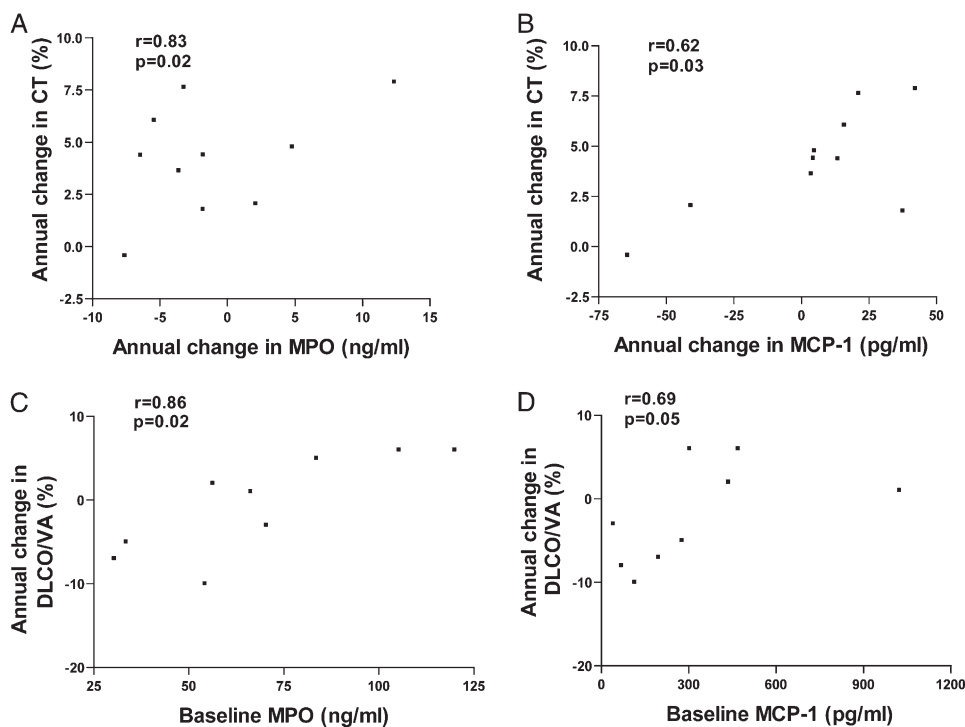 A
r=0.83
p=0.02
Annual change in CT (%)
10.0
7.5
5.0
2.5
0.0
-2.5
-10
-5
0
5
10
15
Annual change in MPO (ng/ml)
B
r=0.62
p=0.03
Annual change in CT (%)
10.0
7.5
5.0
2.5
0.0
-2.5
-75
-50
-25
0
25
50
Annual change in MCP-1 (pg/ml)
C
r=0.86
p=0.02
Annual change in
DLCO/VA (%)
10
0
-10
-20
25
50
75
100
125
Baseline MPO (ng/ml)
D
r=0.69
p=0.05
Annual change in
DLCO/VA (%)
10
0
-10
-20
0
300
600
900
1200
Baseline MCP-1 (pg/ml)